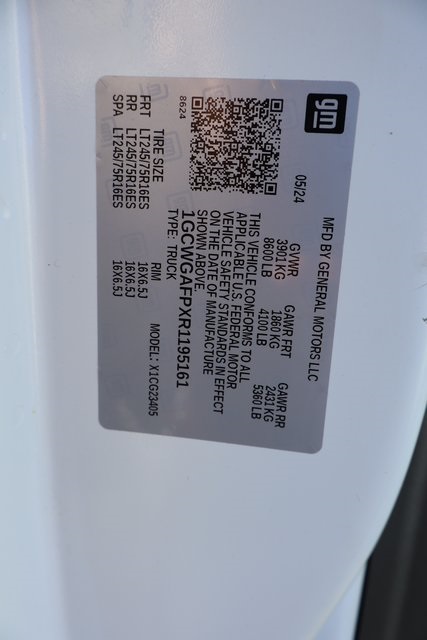 gm
MFD BY GENERAL MOTORS LLC
05/24
GVWR GAWR FRT GAWR RR
3901 KG 1860 KG 2431 KG
8600 LB 4100 LB 5360 LB
THIS VEHICLE CONFORMS TO ALL
APPLICABLE U.S. FEDERAL MOTOR
VEHICLE SAFETY STANDARDS IN EFFECT
ON THE DATE OF MANUFACTURE
SHOWN ABOVE.
1GCWGAFPXR1195161
8624
TYPE: TRUCK MODEL: X1CG23405
TIRE SIZE RIM
FRT LT245/75R16ES 16X6.5J
RR LT245/75R16ES 16X6.5J
SPA LT245/75R16ES 16X6.5J